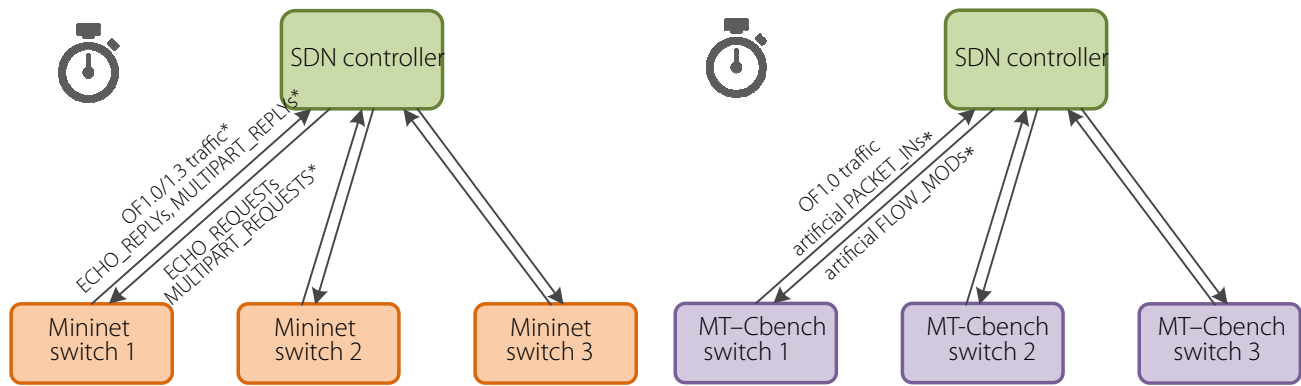 SDN controller
OF1.0/1.3 traffic*
ECHO_REPLYs, MULTIPART_REPLYs*
ECHO_REQUESTs
MULTIPART_REQUESTS*
Mininet
switch 1
Mininet
switch 2
Mininet
switch 3
SDN controller
OF1.0 traffic
artificial PACKET_INs*
artificial FLOW_MODs*
MT–Cbench
switch 1
MT-Cbench
switch 2
MT–Cbench
switch 3